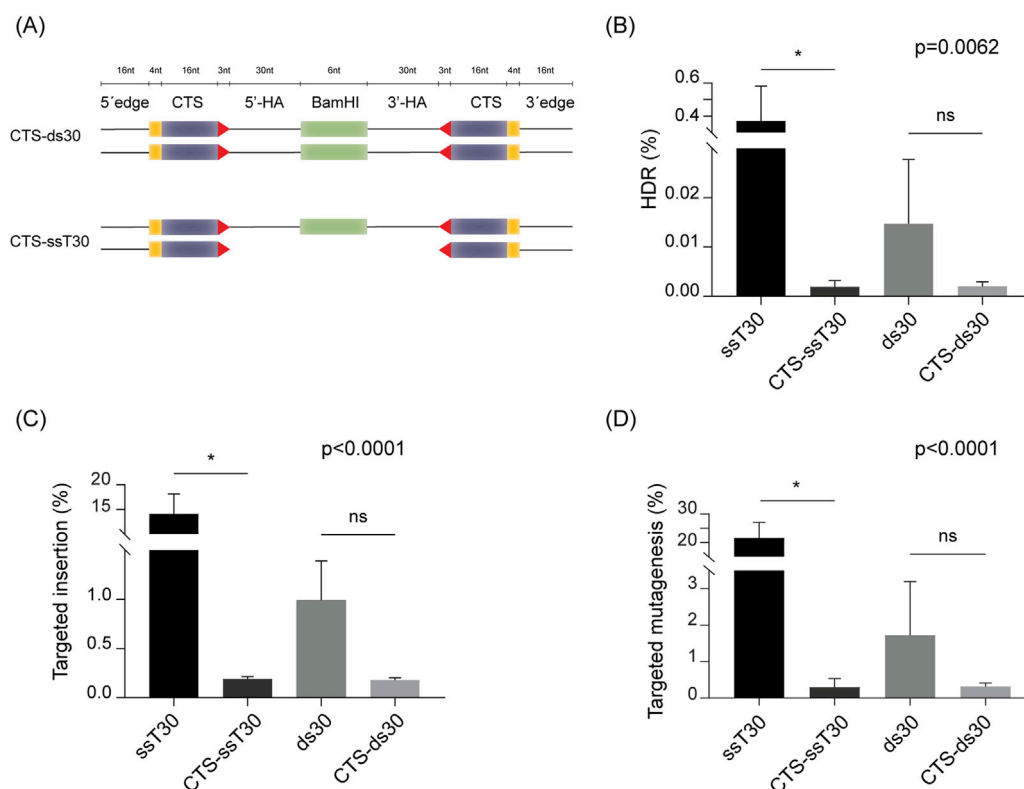 (A)
16nt 4nt 16nt 3nt 30nt 6nt 30nt 3nt 16nt 4nt 16nt
5´edge CTS 5’-HA BamHI 3’-HA CTS 3´edge
CTS-ds30
CTS-ssT30
(B)
p=0.0062
*
ns
HDR (%)
0.6
0.4
0.02
0.01
0.00
ssT30
CTS-ssT30
ds30
CTS-ds30
(C)
p<0.0001
*
ns
Targeted insertion (%)
20
15
1.0
0.5
0.0
ssT30
CTS-ssT30
ds30
CTS-ds30
(D)
p<0.0001
*
ns
Targeted mutagenesis (%)
30
20
3
2
1
0
ssT30
CTS-ssT30
ds30
CTS-ds30